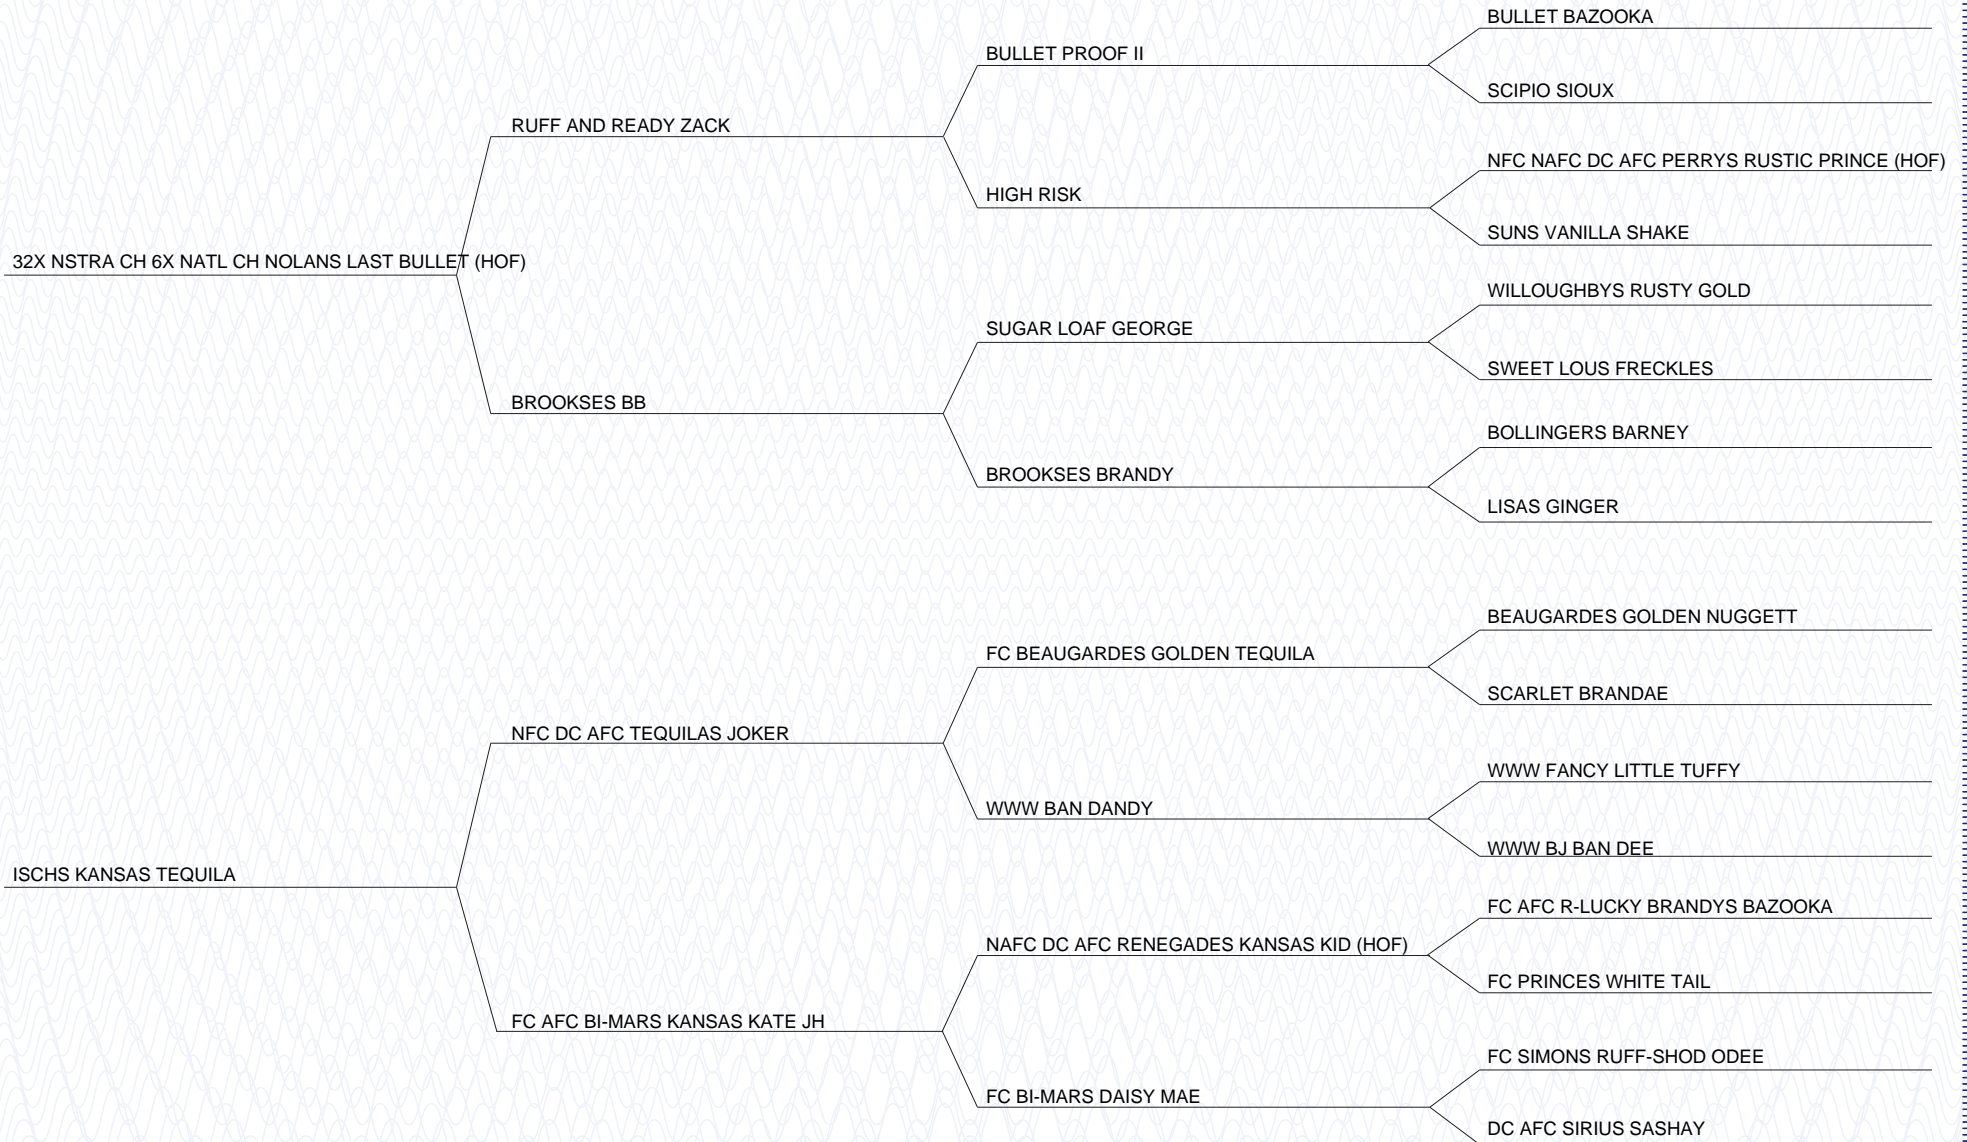 BULLET BAZOOKA
BULLET PROOF II
SCIPIO SIOUX
RUFF AND READY ZACK
NFC NAFC DC AFC PERRYS RUSTIC PRINCE (HOF)
HIGH RISK
SUNS VANILLA SHAKE
32X NSTRA CH 6X NATL CH NOLANS LAST BULLET (HOF)
WILLOUGHBYS RUSTY GOLD
SUGAR LOAF GEORGE
SWEET LOUS FRECKLES
BROOKSES BB
BOLLINGERS BARNEY
BROOKSES BRANDY
LISAS GINGER
BEAUGARDES GOLDEN NUGGETT
FC BEAUGARDES GOLDEN TEQUILA
SCARLET BRANDAE
NFC DC AFC TEQUILAS JOKER
WWW FANCY LITTLE TUFFY
WWW BAN DANDY
WWW BJ BAN DEE
ISCHS KANSAS TEQUILA
FC AFC R-LUCKY BRANDYS BAZOOKA
NAFC DC AFC RENEGADES KANSAS KID (HOF)
FC PRINCES WHITE TAIL
FC AFC BI-MARS KANSAS KATE JH
FC SIMONS RUFF-SHOD ODEE
FC BI-MARS DAISY MAE
DC AFC SIRIUS SASHAY